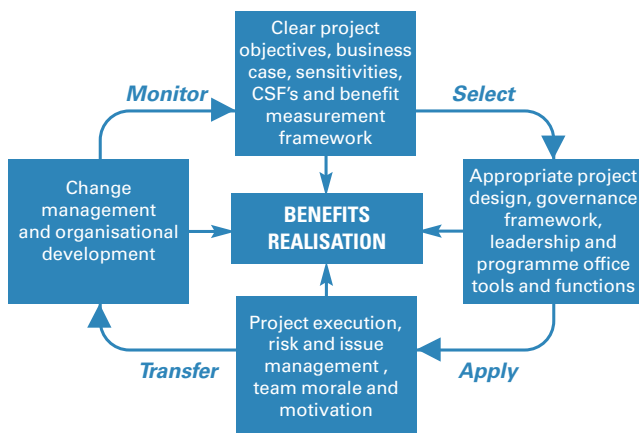 Clear project
objectives, business
case, sensitivities,
CSF's and benefit
measurement
framework
Monitor
Select
Change
management
and organisational
development
BENEFITS
REALISATION
Appropriate project
design, governance
framework,
leadership and
programme office
tools and functions
Project execution,
risk and issue
management ,
team morale and
motivation
Transfer
Apply